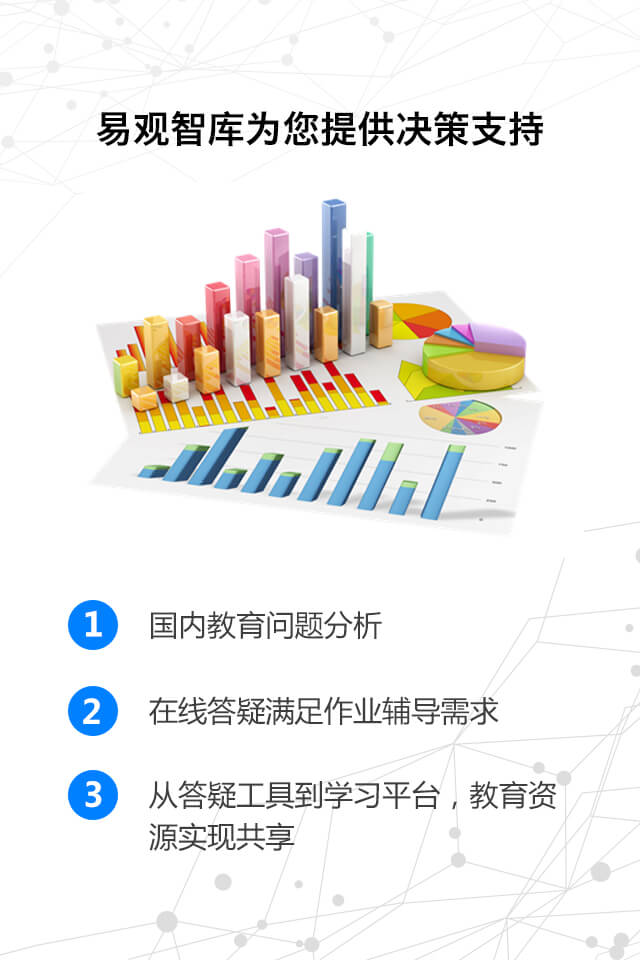 易观智库为您提供决策支持
1 国内教育问题分析
2 在线答疑满足作业辅导需求
3 从答疑工具到学习平台，教育资
源实现共享